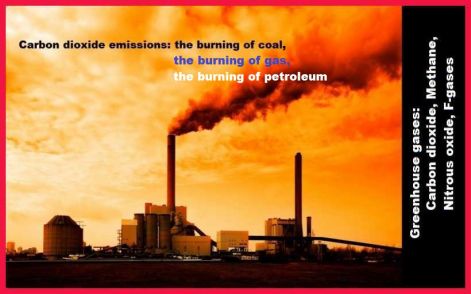 Carbon dioxide emissions: the burning of coal,
the burning of gas,
the burning of petroleum
Greenhouse gases:
Carbon dioxide, Methane,
Nitrous oxide, F-gases